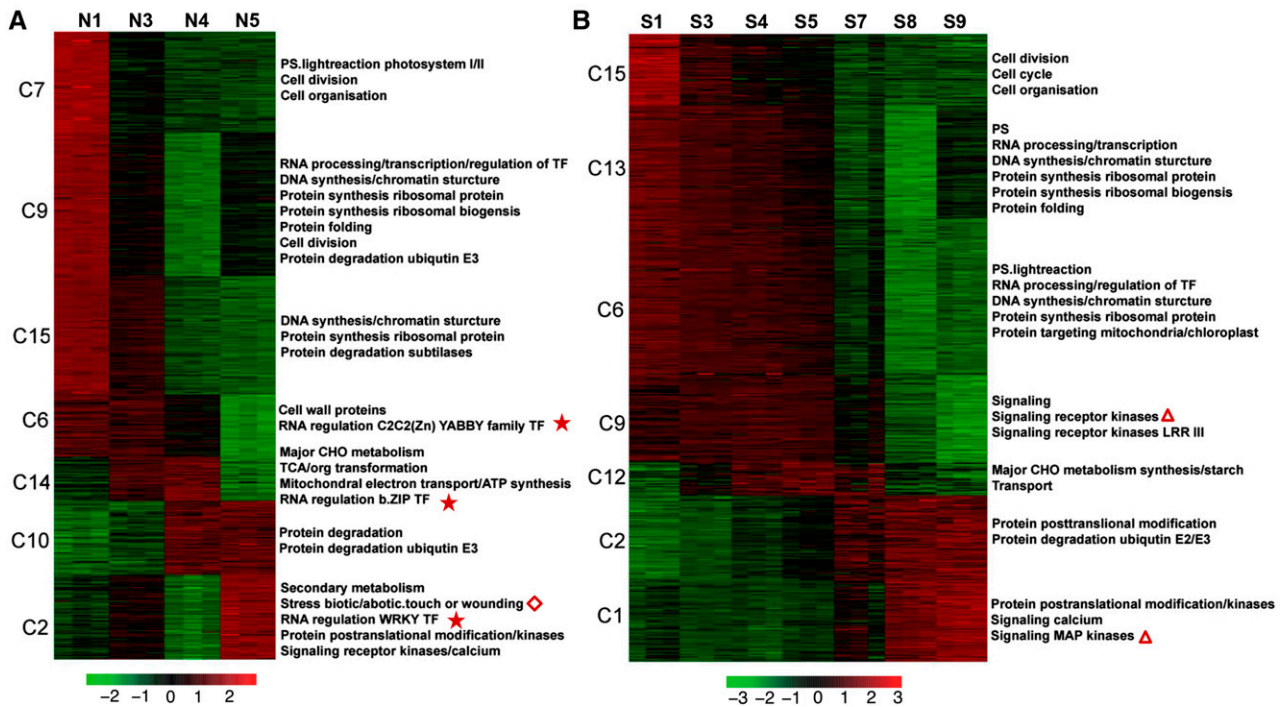 A
N1 N3 N4 N5
C7
PS.lightreaction photosystem I/II
Cell division
Cell organisation
C9
RNA processing/transcription/regulation of TF
DNA synthesis/chromatin sturcture
Protein synthesis ribosomal protein
Protein synthesis ribosomal biogensis
Protein folding
Cell division
Protein degradation ubiqutin E3
C15
DNA synthesis/chromatin sturcture
Protein synthesis ribosomal protein
Protein degradation subtilases
C6
Cell wall proteins
RNA regulation C2C2(Zn) YABBY family TF
C14
Major CHO metabolism
TCA/org transformation
Mitochondral electron transport/ATP synthesis
RNA regulation b.ZIP TF
C10
Protein degradation
Protein degradation ubiqutin E3
C2
Secondary metabolism
Stress biotic/abotic.touch or wounding
RNA regulation WRKY TF
Protein postranslational modification/kinases
Signaling receptor kinases/calcium
−2 −1 0 1 2
B
S1 S3 S4 S5 S7 S8 S9
C15
Cell division
Cell cycle
Cell organisation
C13
PS
RNA processing/transcription
DNA synthesis/chromatin sturcture
Protein synthesis ribosomal protein
Protein synthesis ribosomal biogensis
Protein folding
C6
PS.lightreaction
RNA processing/regulation of TF
DNA synthesis/chromatin sturcture
Protein synthesis ribosomal protein
Protein targeting mitochondria/chloroplast
C9
Signaling
Signaling receptor kinases
Signaling receptor kinases LRR III
C12
Major CHO metabolism synthesis/starch
Transport
C2
Protein posttranslional modification
Protein degradation ubiqutin E2/E3
C1
Protein postranslational modification/kinases
Signaling calcium
Signaling MAP kinases
−3 −2 −1 0 1 2 3